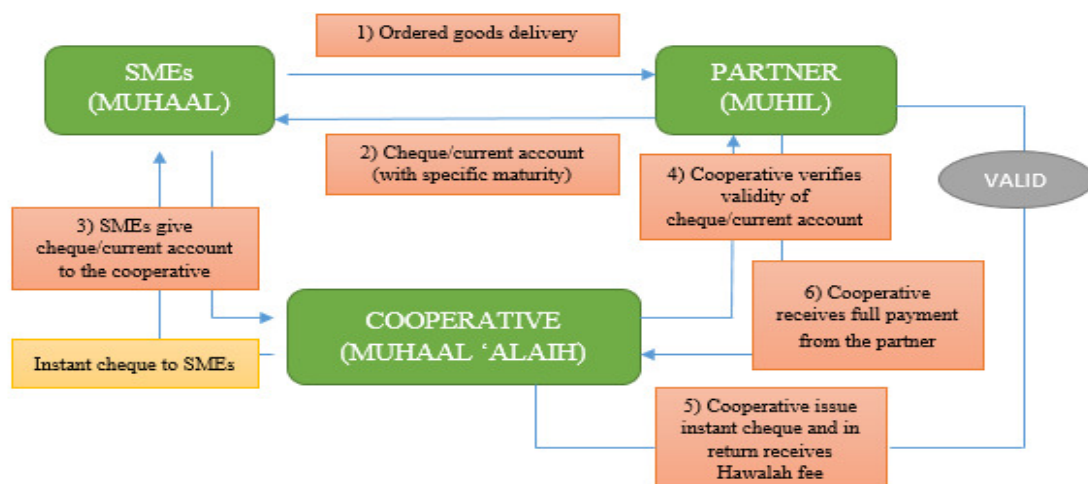 1) Ordered goods delivery
SMEs
(MUHAAL)
PARTNER
(MUHIL)
2) Cheque/current account
(with specific maturity)
4) Cooperative verifies
validity of
cheque/current account
VALID
3) SMEs give
cheque/current account
to the cooperative
6) Cooperative
receives full payment
from the partner
COOPERATIVE
(MUHAAL ‘ALAIH)
Instant cheque to SMEs
5) Cooperative issue
instant cheque and in
return receives
Hawalah fee